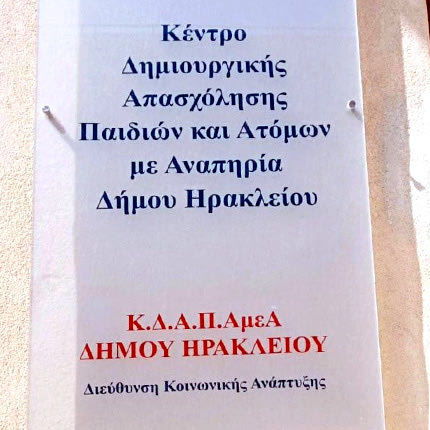 Κέντρο
Δημιουργικής
Απασχόλησης
Παιδιών και Ατόμων
με Αναπηρία
Δήμου Ηρακλείου
Κ.Δ.Α.Π.ΑμεΑ
ΔΗΜΟΥ ΗΡΑΚΛΕΙΟΥ
Διεύθυνση Κοινωνικής Ανάπτυξης